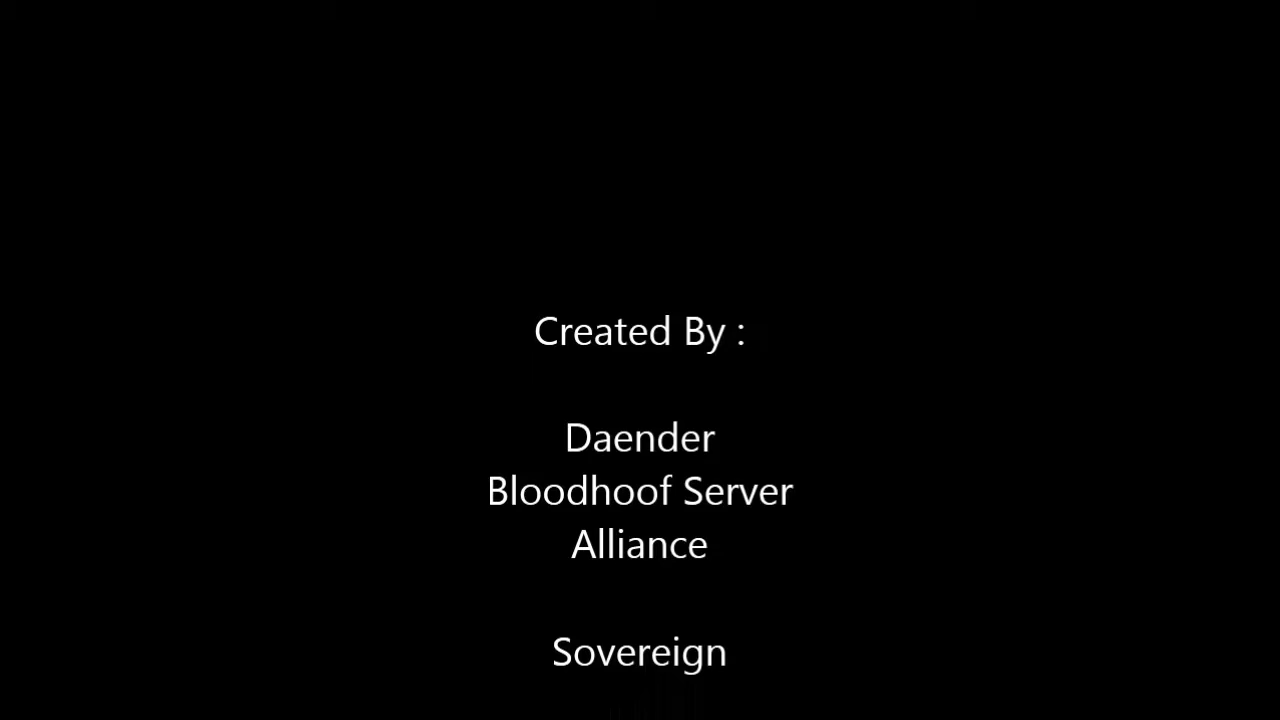 Created By :
Daender
Bloodhoof Server
Alliance
Sovereign